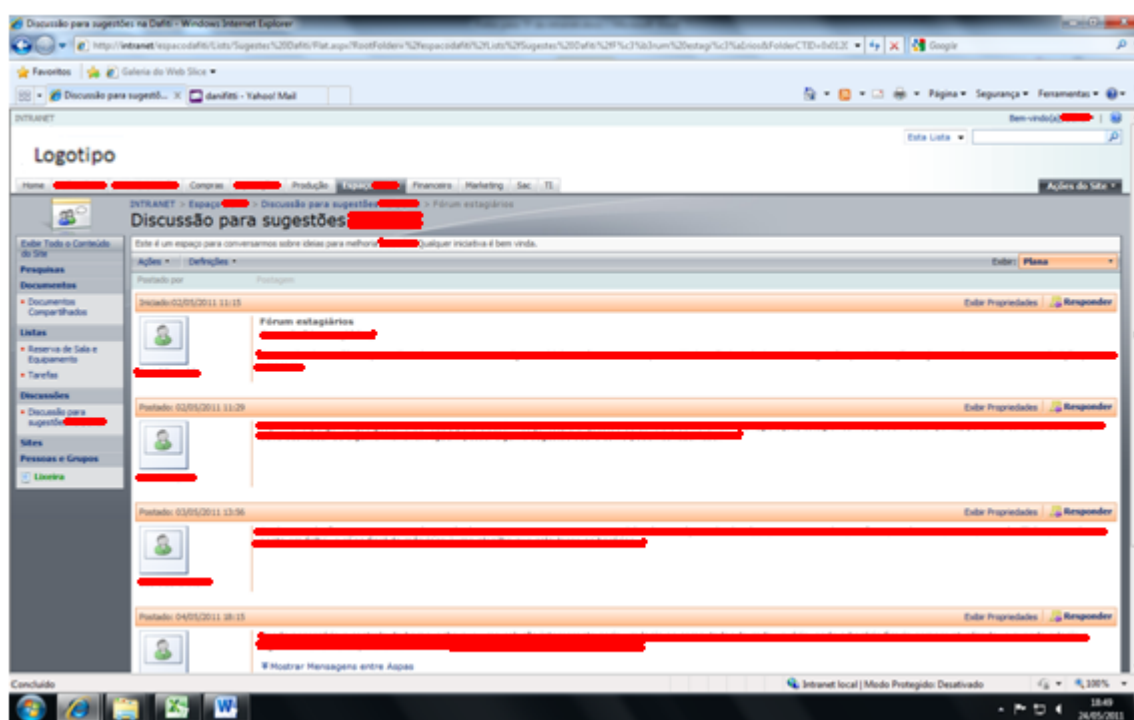 Discussão para sugestões na Dafiti - Windows Internet Explorer
Google
Favoritos Galeria do Web Slice
Discussão para sugestõ... danifitti - Yahoo! Mail
Página Segurança Ferramentas
INTRANET
Bem-vindo(a)
Esta Lista
Logotipo
Home Compras Produção Espaço Financeiro Marketing Sac TI
Ações do Site
INTRANET > Espaço > Discussão para sugestões > Fórum estagiários
Discussão para sugestões
Exibir Todo o Conteúdo do Site
Este é um espaço para conversarmos sobre ideias para melhorar Qualquer iniciativa é bem vinda.
Ações Definições
Exibir: Plana
Pesquisas
Documentos
Documentos Compartilhados
Listas
Reserva de Sala e Equipamento
Tarefas
Discussões
Discussão para sugestões
Sites
Pessoas e Grupos
Lixeira
Postado por Postagem
Iniciado:02/05/2011 11:15 Exibir Propriedades Responder
Fórum estagiários
Postado: 02/05/2011 11:29 Exibir Propriedades Responder
Postado: 03/05/2011 13:56 Exibir Propriedades Responder
Postado: 04/05/2011 18:15 Exibir Propriedades Responder
Mostrar Mensagens entre Aspas
Concluído
Intranet local | Modo Protegido: Desativado
100%
18:49
24/05/2011